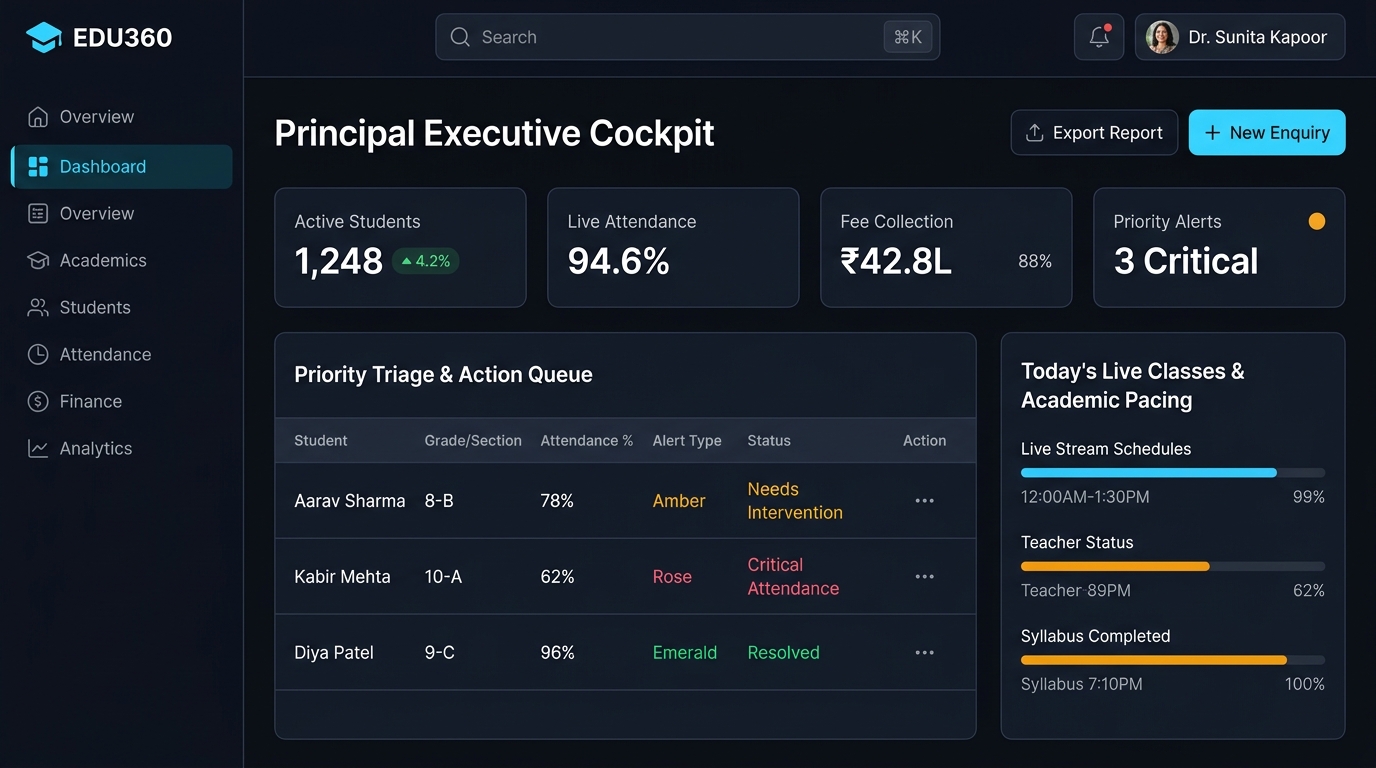 EDU360
Search
⌘K
Dr. Sunita Kapoor
Overview
Dashboard
Overview
Academics
Students
Attendance
Finance
Analytics
Principal Executive Cockpit
Export Report
+ New Enquiry
Active Students
1,248 ▲ 4.2%
Live Attendance
94.6%
Fee Collection
₹42.8L 88%
Priority Alerts
3 Critical
Priority Triage & Action Queue
Student Grade/Section Attendance % Alert Type Status Action
Aarav Sharma 8-B 78% Amber Needs
Intervention
Kabir Mehta 10-A 62% Rose Critical
Attendance
Diya Patel 9-C 96% Emerald Resolved
Today's Live Classes &
Academic Pacing
Live Stream Schedules
12:00AM-1:30PM 99%
Teacher Status
Teacher-89PM 62%
Syllabus Completed
Syllabus 7:10PM 100%